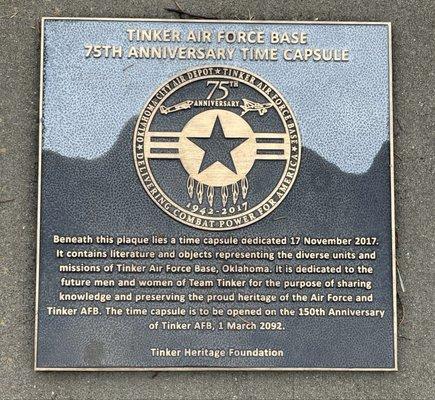 TINKER AIR FORCE BASE
75TH ANNIVERSARY TIME CAPSULE
OKLAHOMA CITY AIR DEPOT • TINKER AIR FORCE BASE •
75TH
ANNIVERSARY
1942-2017
DELIVERING COMBAT POWER FOR AMERICA
Beneath this plaque lies a time capsule dedicated 17 November 2017.
It contains literature and objects representing the diverse units and
missions of Tinker Air Force Base, Oklahoma. It is dedicated to the
future men and women of Team Tinker for the purpose of sharing
knowledge and preserving the proud heritage of the Air Force and
Tinker AFB. The time capsule is to be opened on the 150th Anniversary
of Tinker AFB, 1 March 2092.
Tinker Heritage Foundation